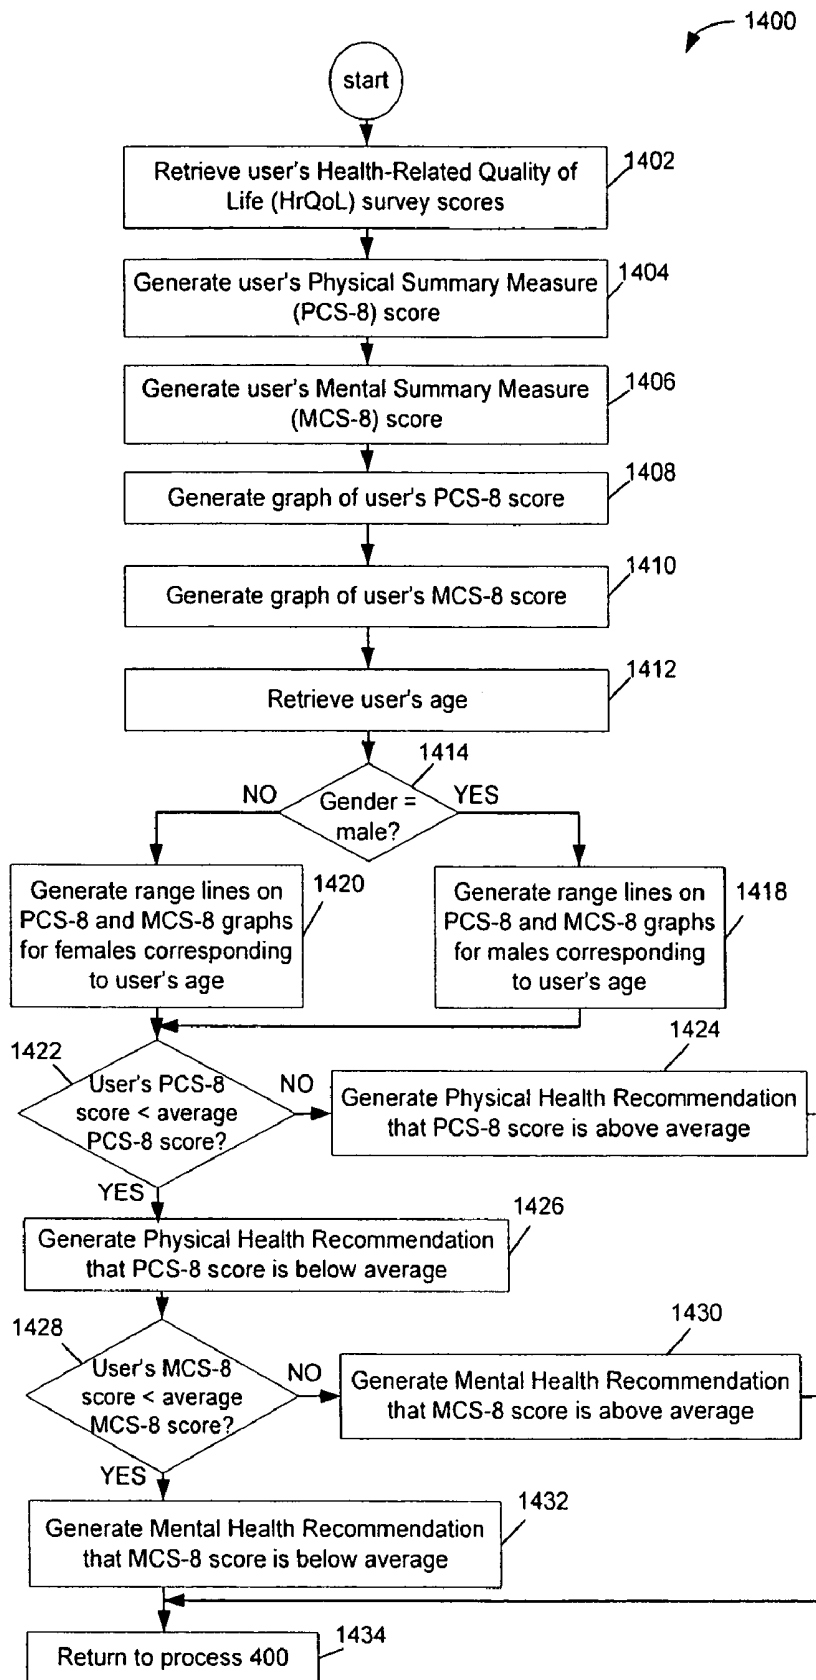 1400
start
Retrieve user's Health-Related Quality of
Life (HrQoL) survey scores
1402
Generate user's Physical Summary Measure
(PCS-8) score
1404
Generate user's Mental Summary Measure
(MCS-8) score
1406
Generate graph of user's PCS-8 score
1408
Generate graph of user's MCS-8 score
1410
Retrieve user's age
1412
1414
NO
Gender =
male?
YES
Generate range lines on
PCS-8 and MCS-8 graphs
for females corresponding
to user's age
1420
Generate range lines on
PCS-8 and MCS-8 graphs
for males corresponding
to user's age
1418
1422
User's PCS-8
score < average
PCS-8 score?
NO
YES
1424
Generate Physical Health Recommendation
that PCS-8 score is above average
1426
Generate Physical Health Recommendation
that PCS-8 score is below average
1428
User's MCS-8
score < average
MCS-8 score?
NO
YES
1430
Generate Mental Health Recommendation
that MCS-8 score is above average
1432
Generate Mental Health Recommendation
that MCS-8 score is below average
Return to process 400
1434